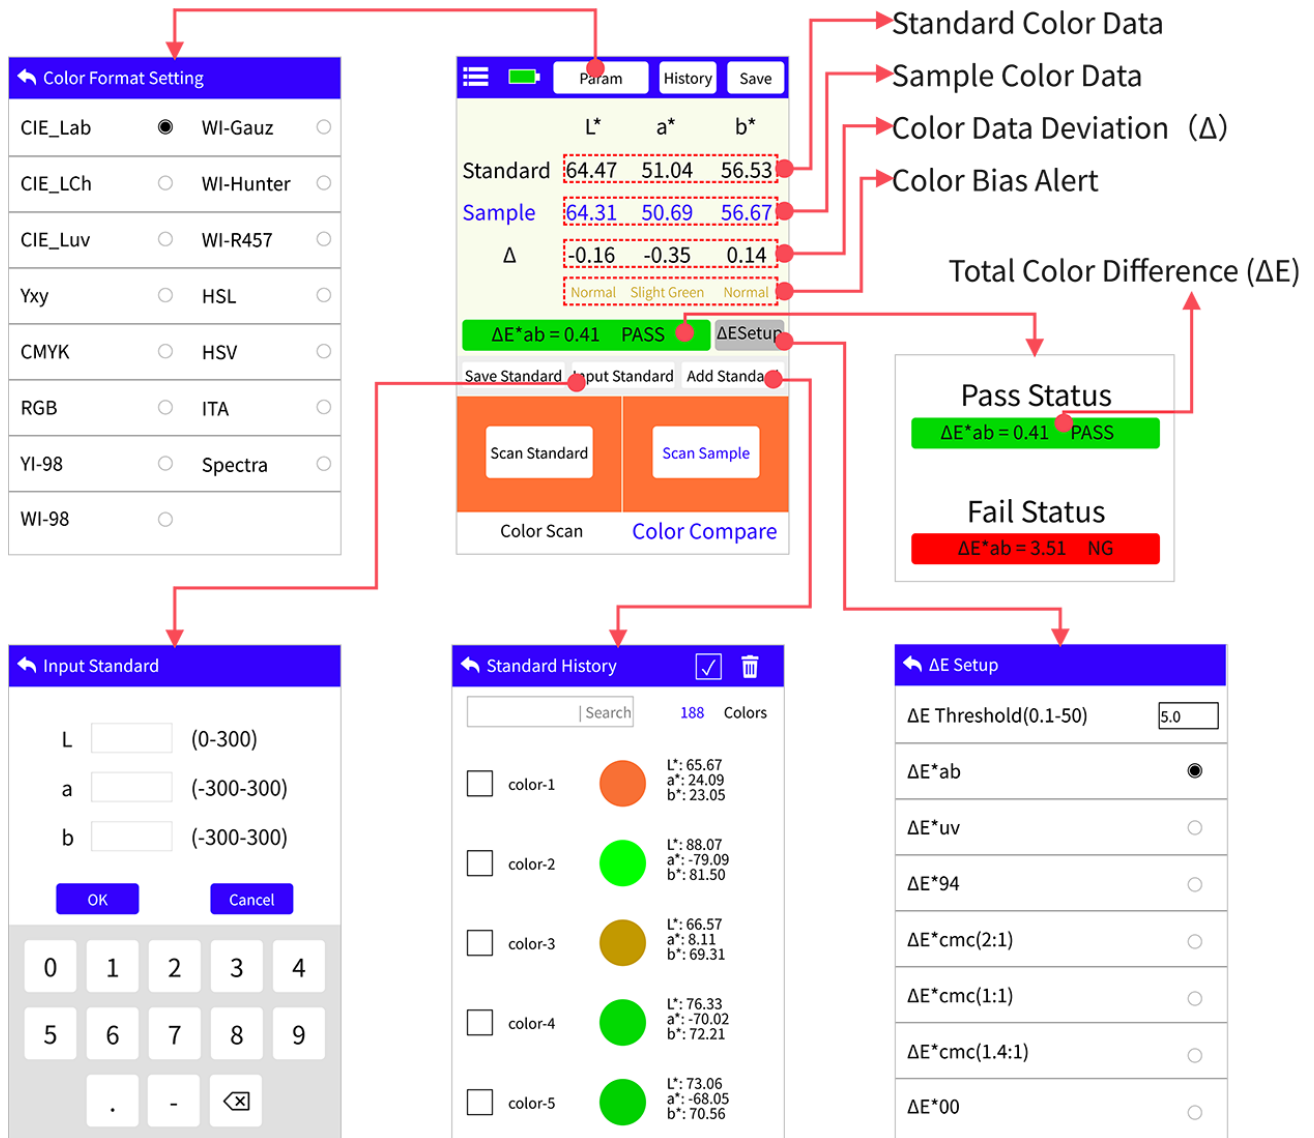 Standard Color Data
Sample Color Data
Color Data Deviation（Δ）
Color Bias Alert
Total Color Difference (ΔE)
Color Format Setting
CIE_Lab WI-Gauz
CIE_LCh WI-Hunter
CIE_Luv WI-R457
Yxy HSL
CMYK HSV
RGB ITA
YI-98 Spectra
WI-98
Param History Save
L* a* b*
Standard 64.47 51.04 56.53
Sample 64.31 50.69 56.67
Δ -0.16 -0.35 0.14
Normal Slight Green Normal
ΔE*ab = 0.41 PASS ΔESetup
Save Standard Input Standard Add Standard
Scan Standard Scan Sample
Color Scan Color Compare
Pass Status
ΔE*ab = 0.41 PASS
Fail Status
ΔE*ab = 3.51 NG
Input Standard
L (0-300)
a (-300-300)
b (-300-300)
OK Cancel
0 1 2 3 4
5 6 7 8 9
. -
Standard History
| Search 188 Colors
color-1
L*: 65.67
a*: 24.09
b*: 23.05
color-2
L*: 88.07
a*: -79.09
b*: 81.50
color-3
L*: 66.57
a*: 8.11
b*: 69.31
color-4
L*: 76.33
a*: -70.02
b*: 72.21
color-5
L*: 73.06
a*: -68.05
b*: 70.56
ΔE Setup
ΔE Threshold(0.1-50) 5.0
ΔE*ab
ΔE*uv
ΔE*94
ΔE*cmc(2:1)
ΔE*cmc(1:1)
ΔE*cmc(1.4:1)
ΔE*00